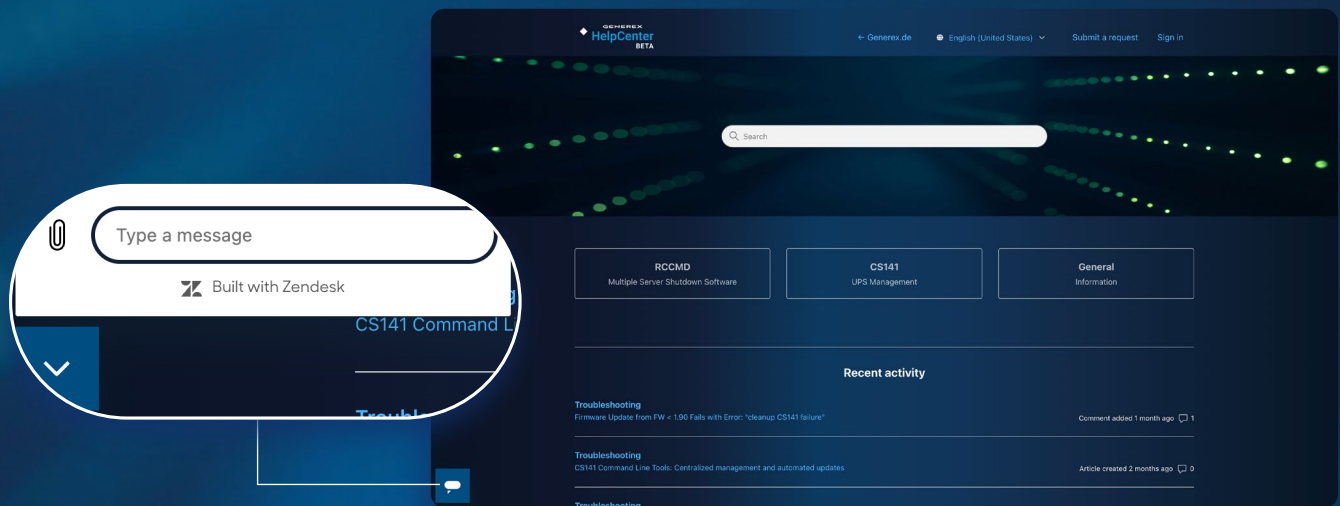 GENEREX
HelpCenter
BETA
← Generex.de
English (United States)
Submit a request
Sign in
Search
Type a message
Built with Zendesk
CS141 Command L
RCCMD
Multiple Server Shutdown Software
CS141
UPS Management
General
Information
Recent activity
Troubleshooting
Firmware Update from FW < 1.90 Fails with Error: "cleanup CS141 failure"
Comment added 1 month ago 1
Troubleshooting
CS141 Command Line Tools: Centralized management and automated updates
Article created 2 months ago 0
Troubleshooting